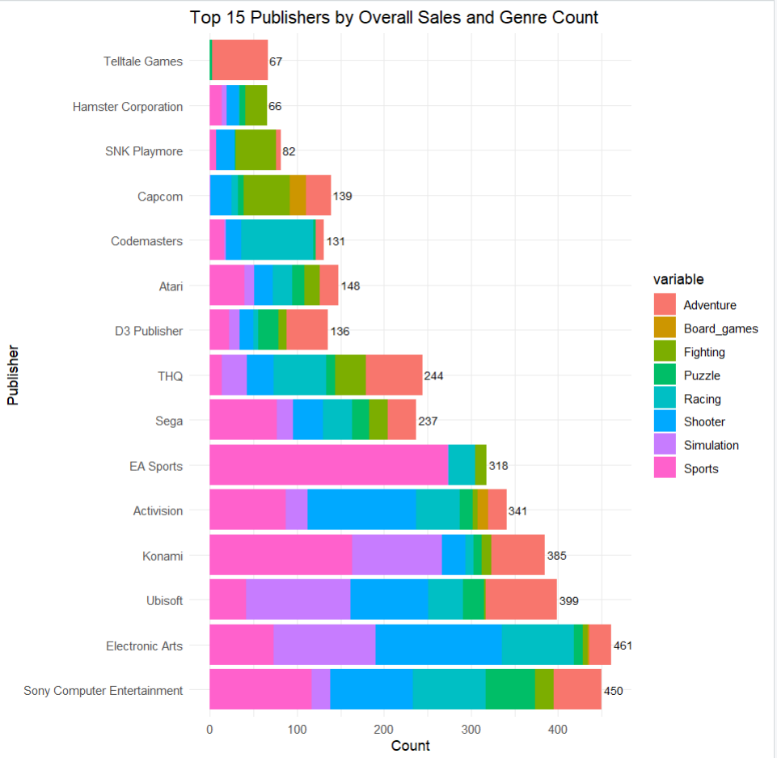 Top 15 Publishers by Overall Sales and Genre Count
Publisher
Telltale Games 67
Hamster Corporation 66
SNK Playmore 82
Capcom 139
Codemasters 131
Atari 148
D3 Publisher 136
THQ 244
Sega 237
EA Sports 318
Activision 341
Konami 385
Ubisoft 399
Electronic Arts 461
Sony Computer Entertainment 450
0 100 200 300 400
Count
variable
Adventure
Board_games
Fighting
Puzzle
Racing
Shooter
Simulation
Sports